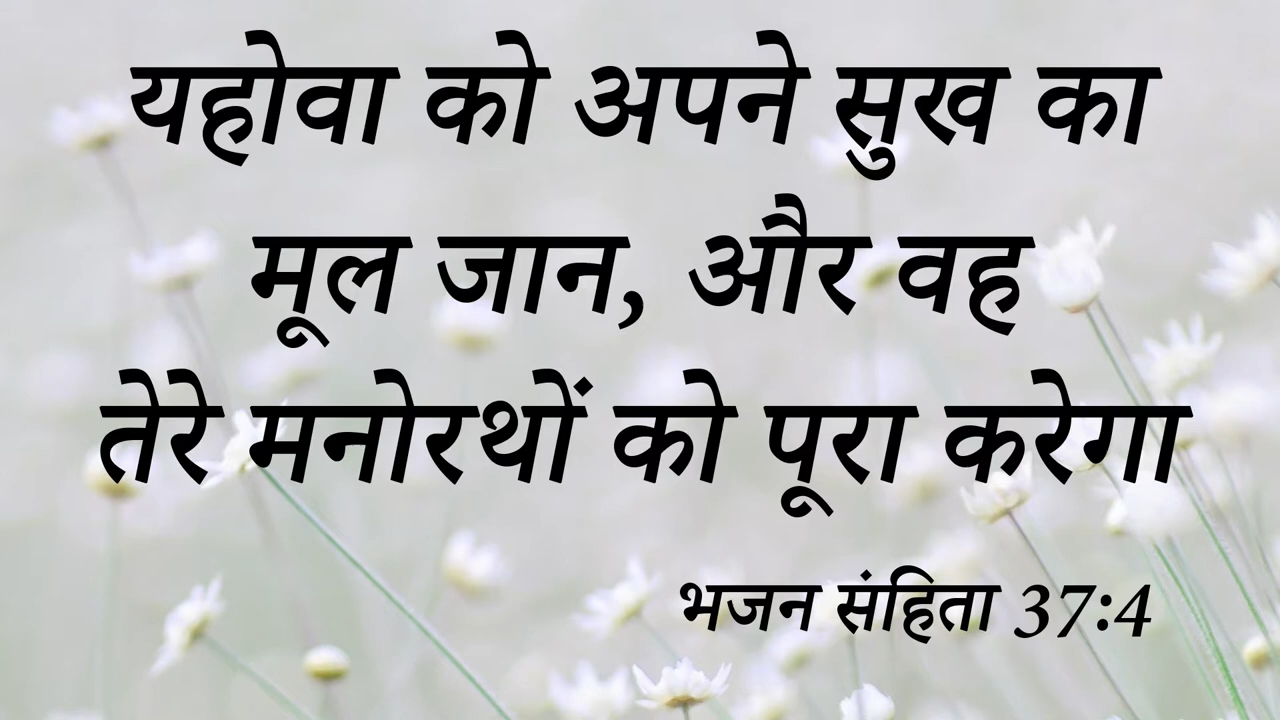 यहोवा को अपने सुख का
मूल जान, और वह
तेरे मनोरथों को पूरा करेगा
भजन संहिता 37:4